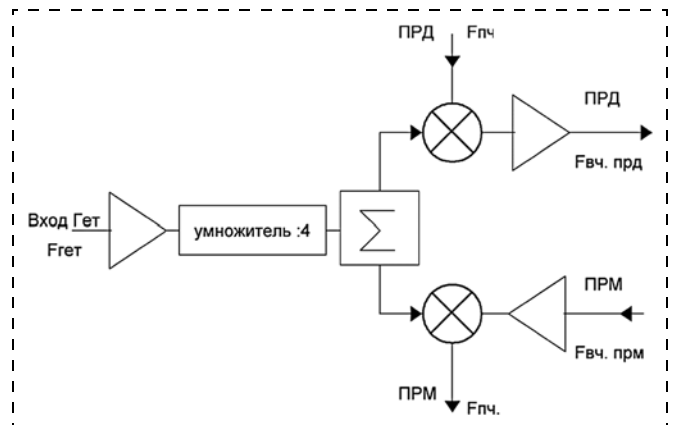 ПРД Fпч
ПРД
Fвч. прд
Вход Гет
Fгет
умножитель :4
∑
ПРМ
Fвч. прм
ПРМ
Fпч.